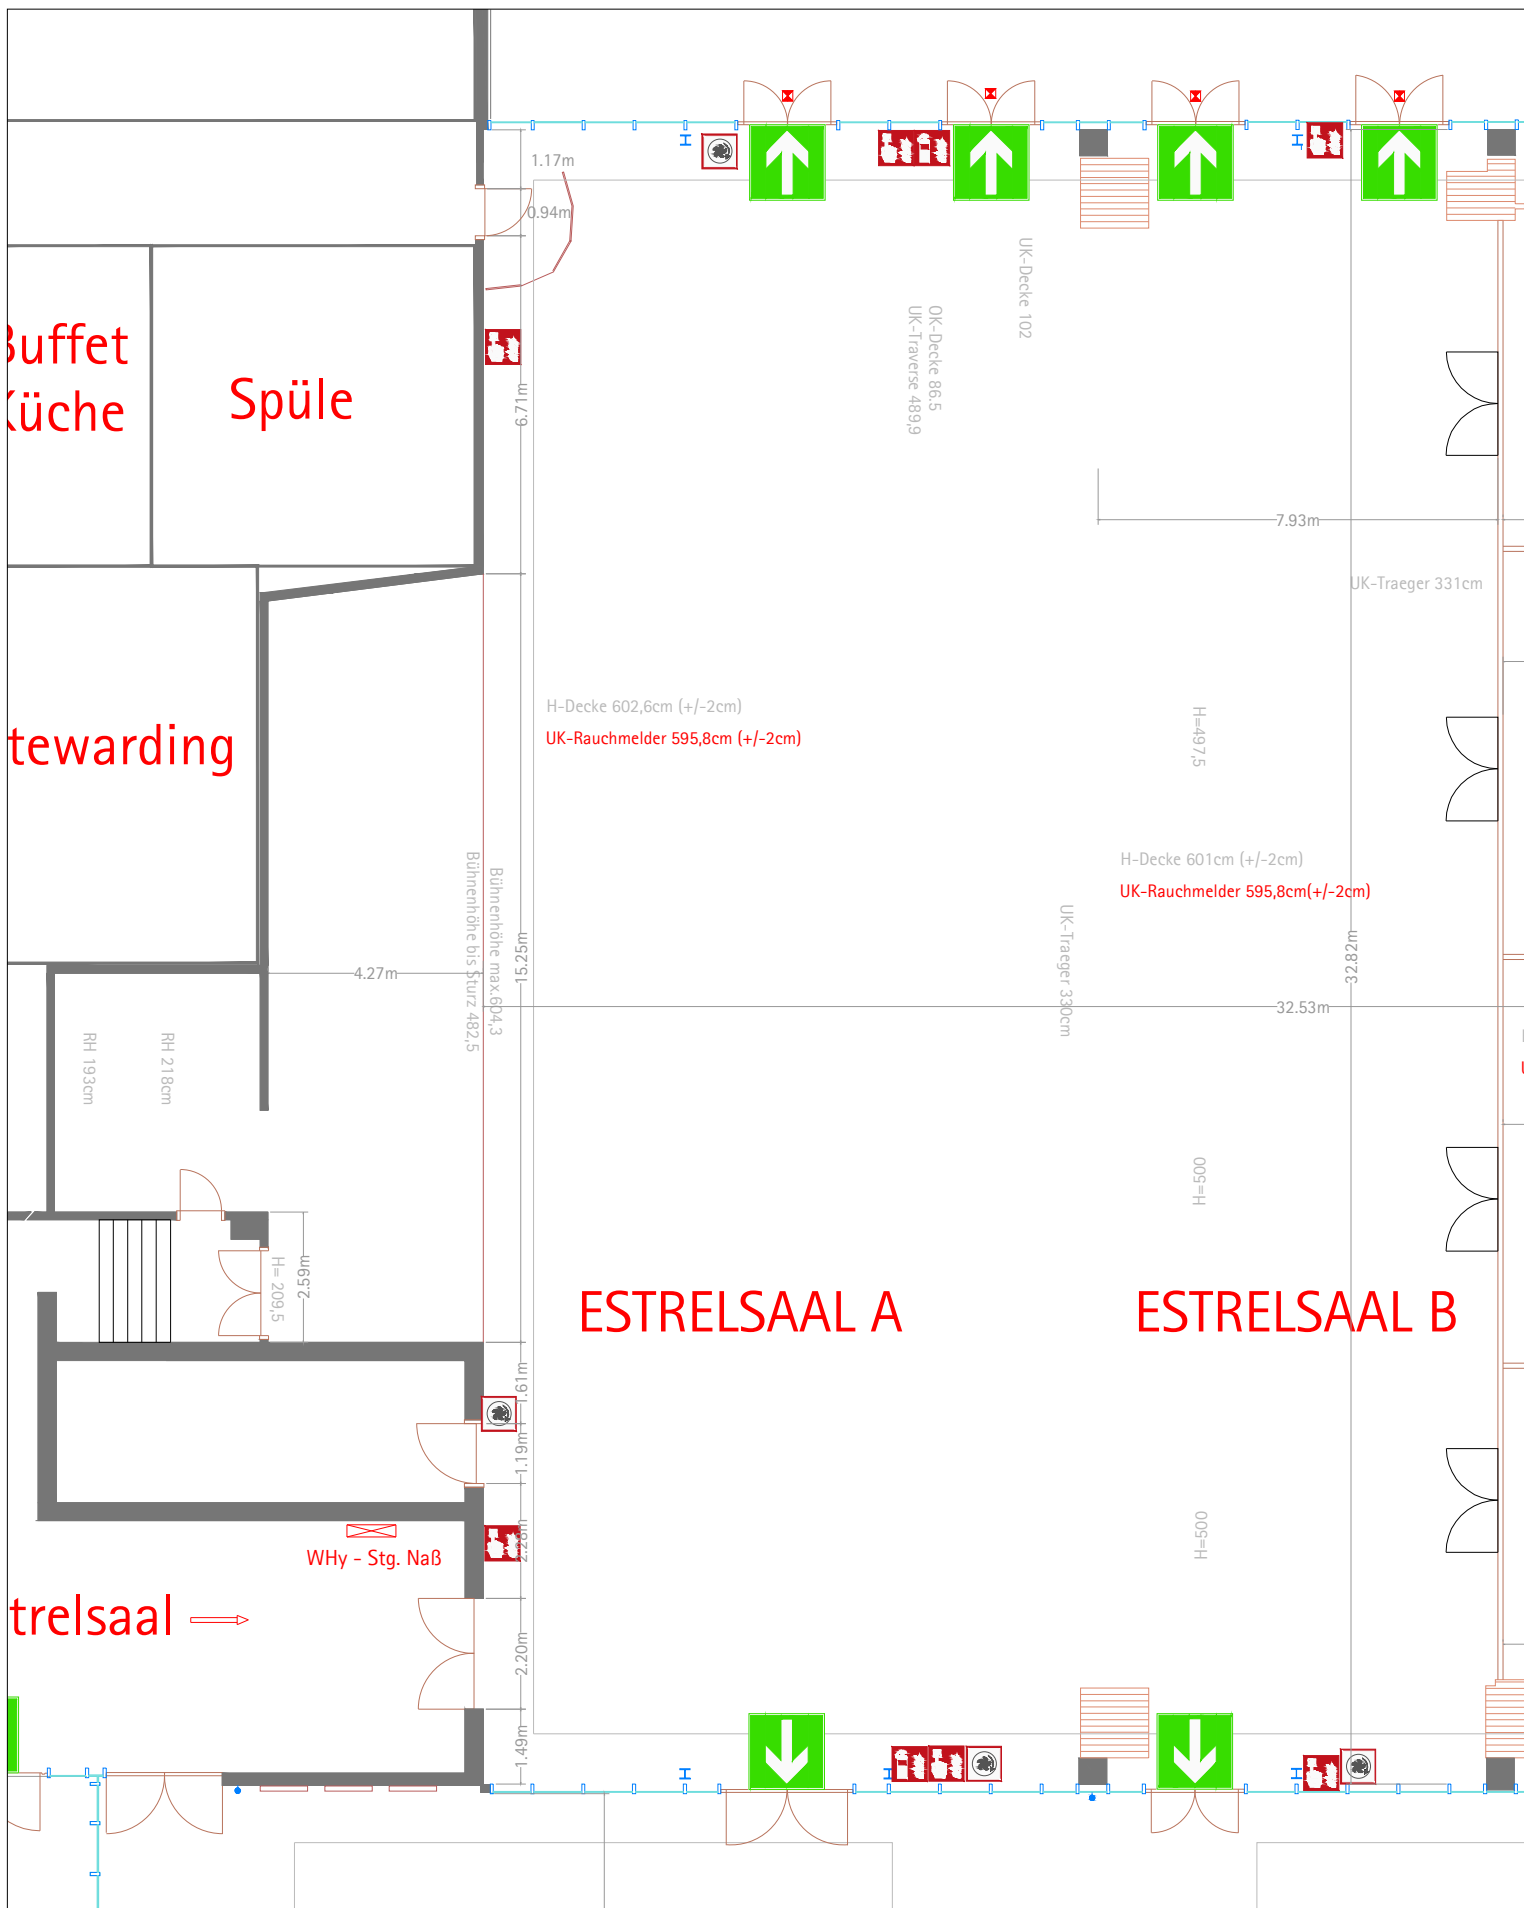 1.17m
0.94m
UK-Decke 102
OK-Decke 86.5
UK-Traverse 489,9
Buffet
Küche
Spüle
6.71m
7.93m
UK-Traeger 331cm
H-Decke 602,6cm (+/-2cm)
UK-Rauchmelder 595,8cm (+/-2cm)
H=497,5
tewarding
H-Decke 601cm (+/-2cm)
UK-Rauchmelder 595,8cm(+/-2cm)
Bühnenhöhe max.604,3
Bühnenhöhe bis Sturz 482,5
15.25m
UK-Traeger 330cm
32.82m
4.27m
32.53m
RH 193cm
RH 218cm
H=500
H= 209,5
2.59m
ESTRELSAAL A
ESTRELSAAL B
1.61m
1.19m
H=500
2.28m
WHy - Stg. Naß
trelsaal
2.20m
1.49m
H
H
H
H
H